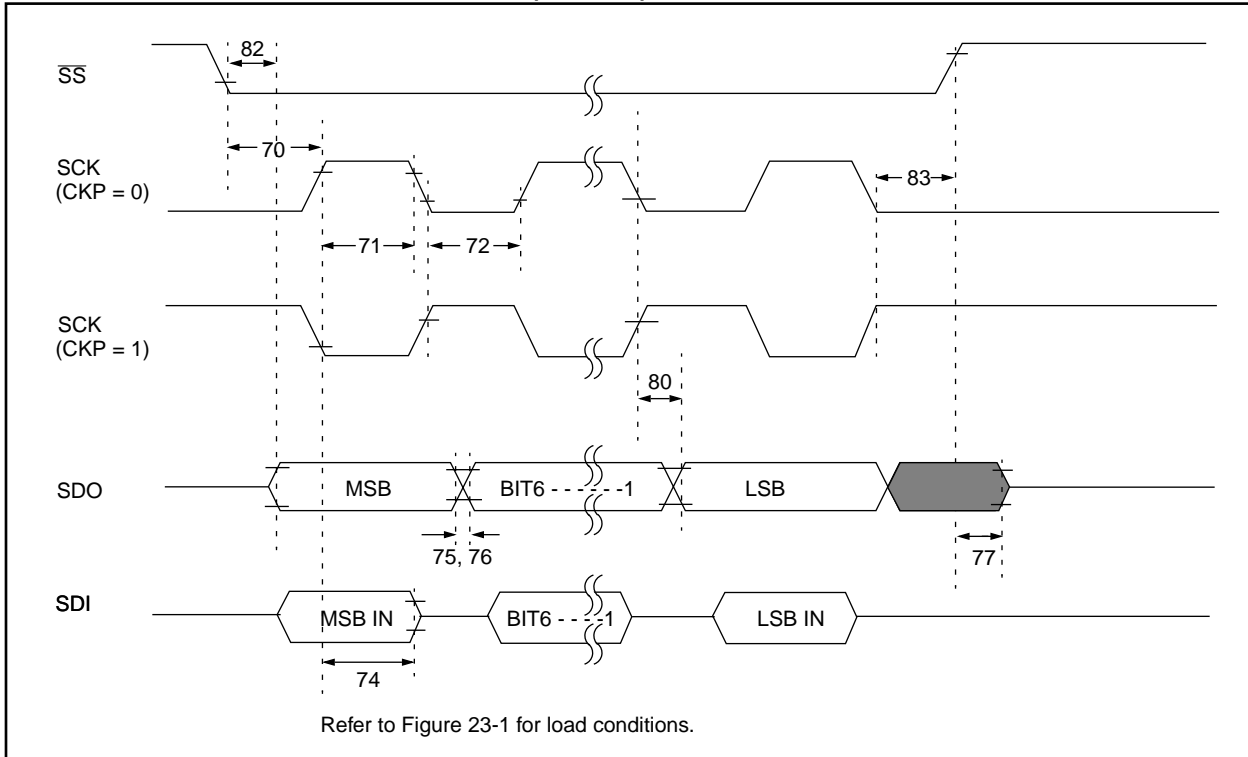 82
SS
70
SCK
(CKP = 0)
83
71
72
SCK
(CKP = 1)
80
SDO
MSB
BIT6 - - - - - -1
LSB
75, 76
77
SDI
MSB IN
BIT6 - - - -1
LSB IN
74
Refer to Figure 23-1 for load conditions.